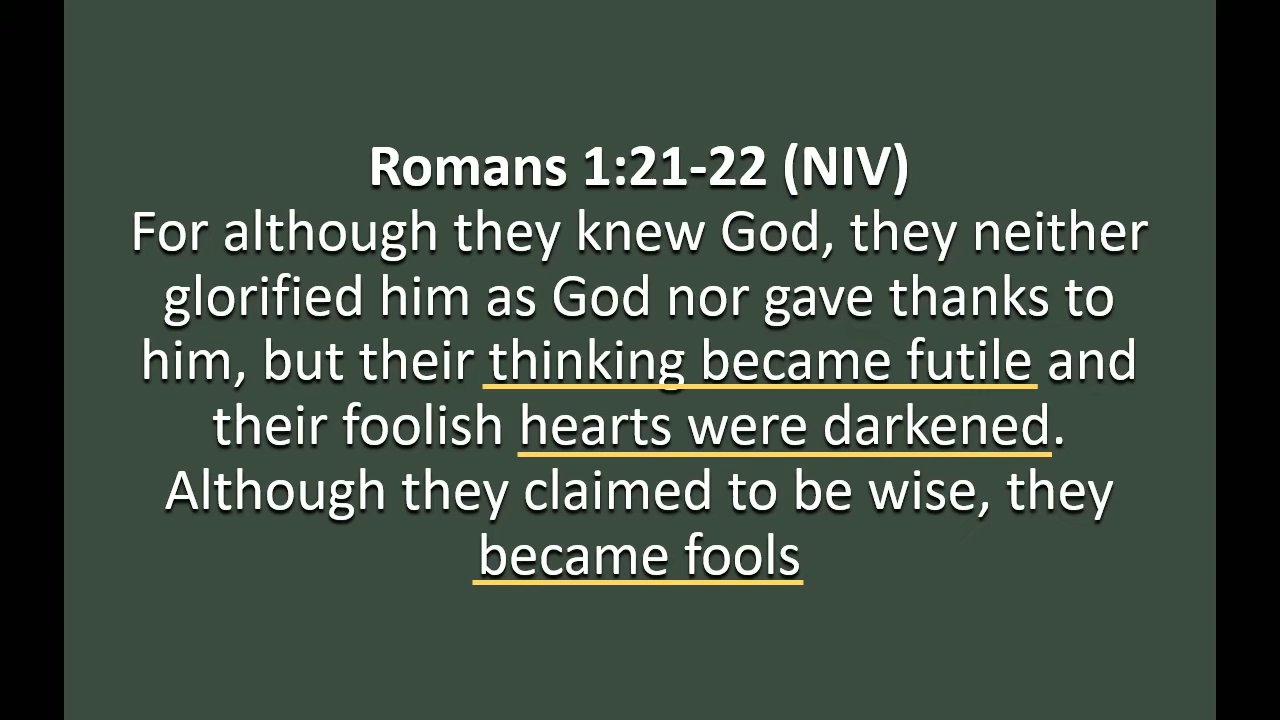 Romans 1:21-22 (NIV)
For although they knew God, they neither
glorified him as God nor gave thanks to
him, but their thinking became futile and
their foolish hearts were darkened.
Although they claimed to be wise, they
became fools